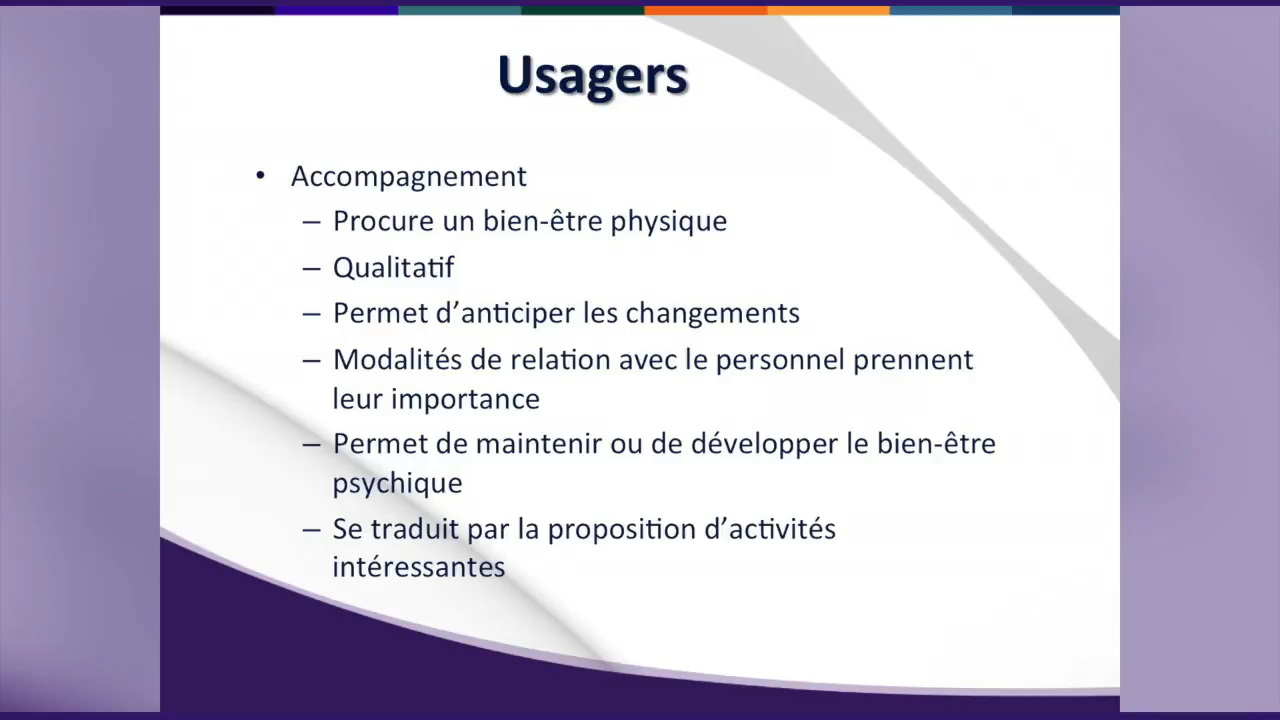 Usagers
• Accompagnement
– Procure un bien-être physique
– Qualitatif
– Permet d’anticiper les changements
– Modalités de relation avec le personnel prennent
leur importance
– Permet de maintenir ou de développer le bien-être
psychique
– Se traduit par la proposition d’activités
intéressantes